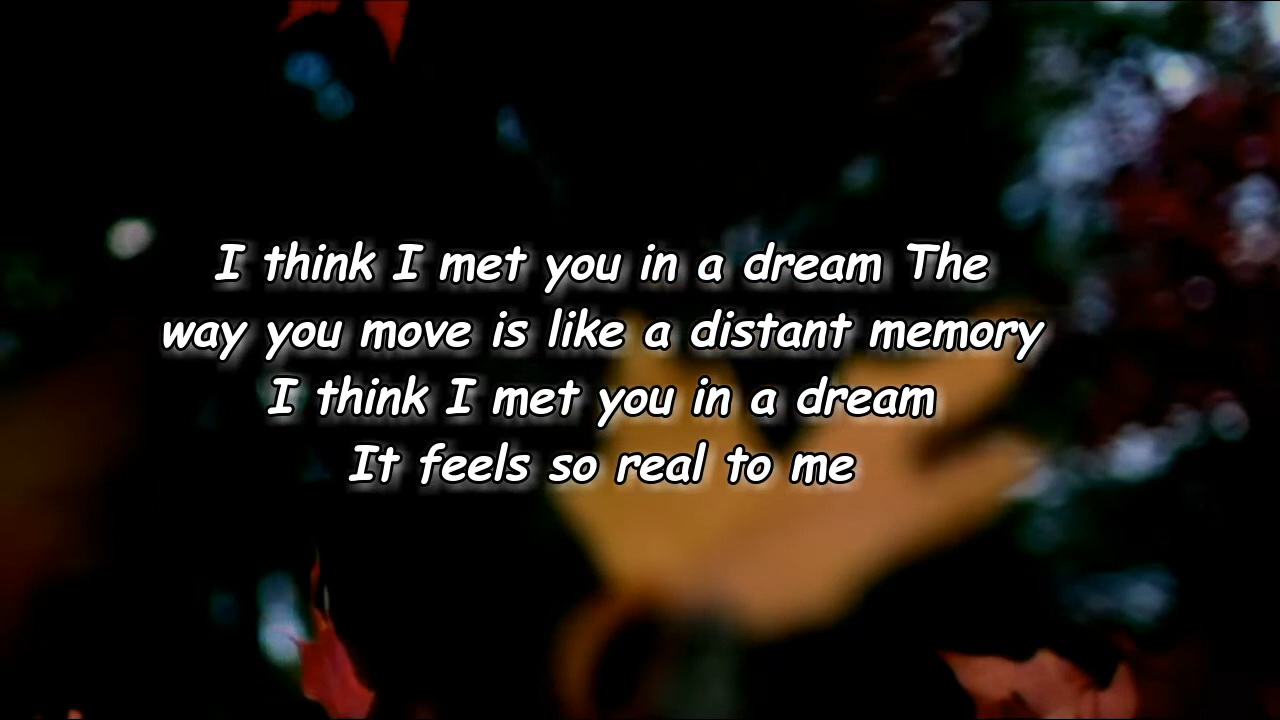 I think I met you in a dream The
way you move is like a distant memory
I think I met you in a dream
It feels so real to me